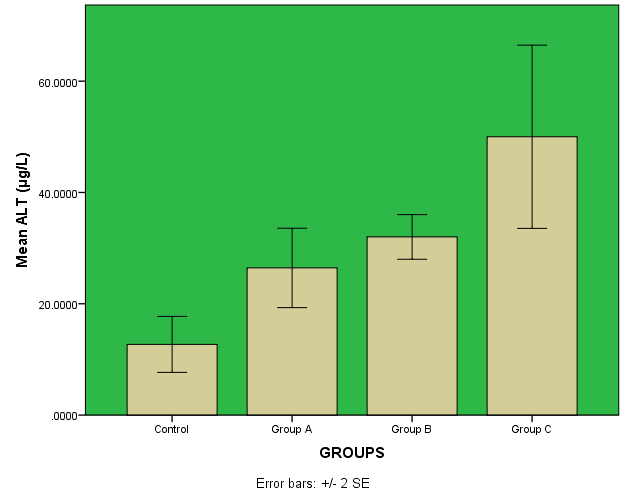 Mean ALT (µg/L)
60.0000
40.0000
20.0000
.0000
Control
Group A
Group B
Group C
GROUPS
Error bars: +/- 2 SE